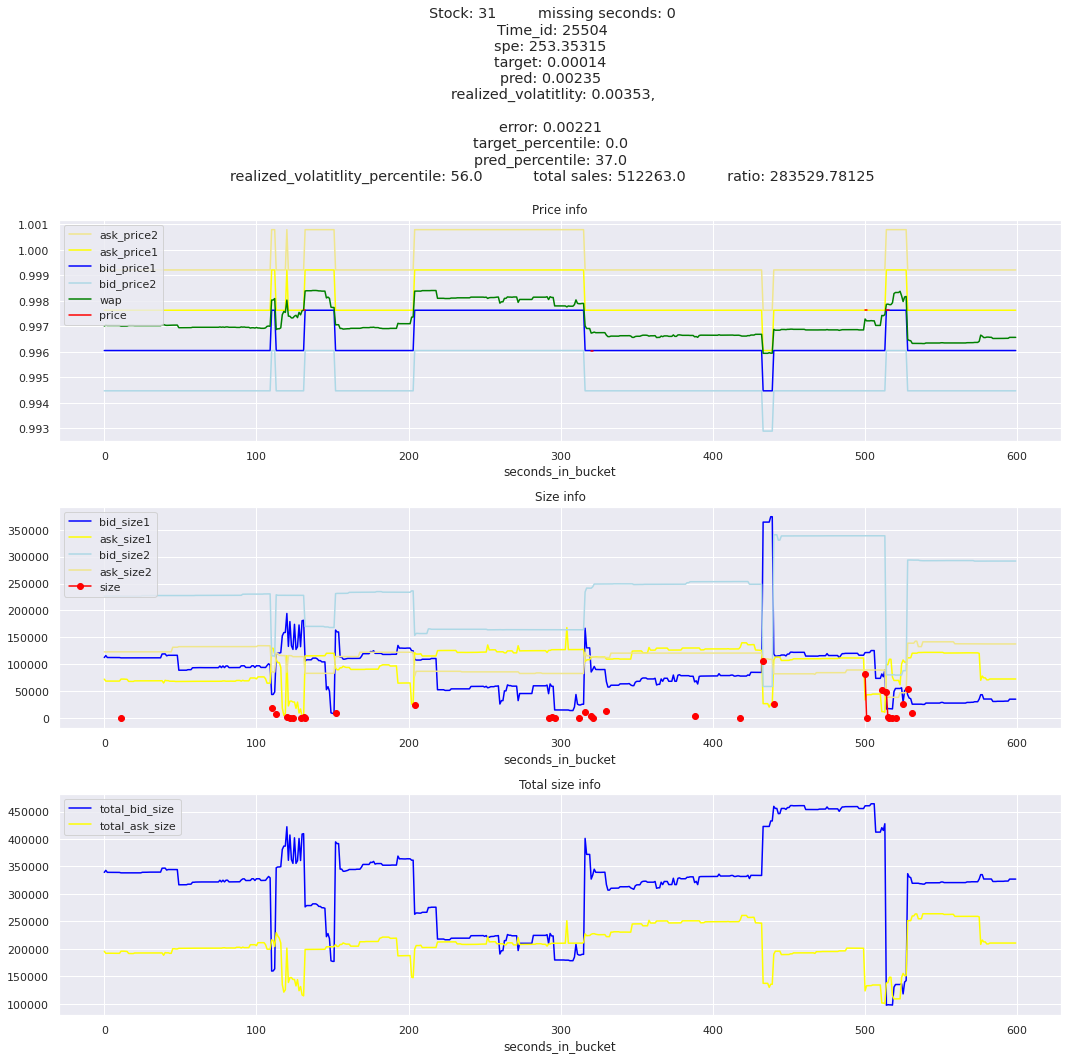 Stock: 31 missing seconds: 0
Time_id: 25504
spe: 253.35315
target: 0.00014
pred: 0.00235
realized_volatitlity: 0.00353,
error: 0.00221
target_percentile: 0.0
pred_percentile: 37.0
realized_volatitlity_percentile: 56.0 total sales: 512263.0 ratio: 283529.78125
Price info
1.001
1.000
0.999
0.998
0.997
0.996
0.995
0.994
0.993
ask_price2
ask_price1
bid_price1
bid_price2
wap
price
0 100 200 300 400 500 600
seconds_in_bucket
Size info
350000
300000
250000
200000
150000
100000
50000
0
bid_size1
ask_size1
bid_size2
ask_size2
size
0 100 200 300 400 500 600
seconds_in_bucket
Total size info
450000
400000
350000
300000
250000
200000
150000
100000
total_bid_size
total_ask_size
0 100 200 300 400 500 600
seconds_in_bucket